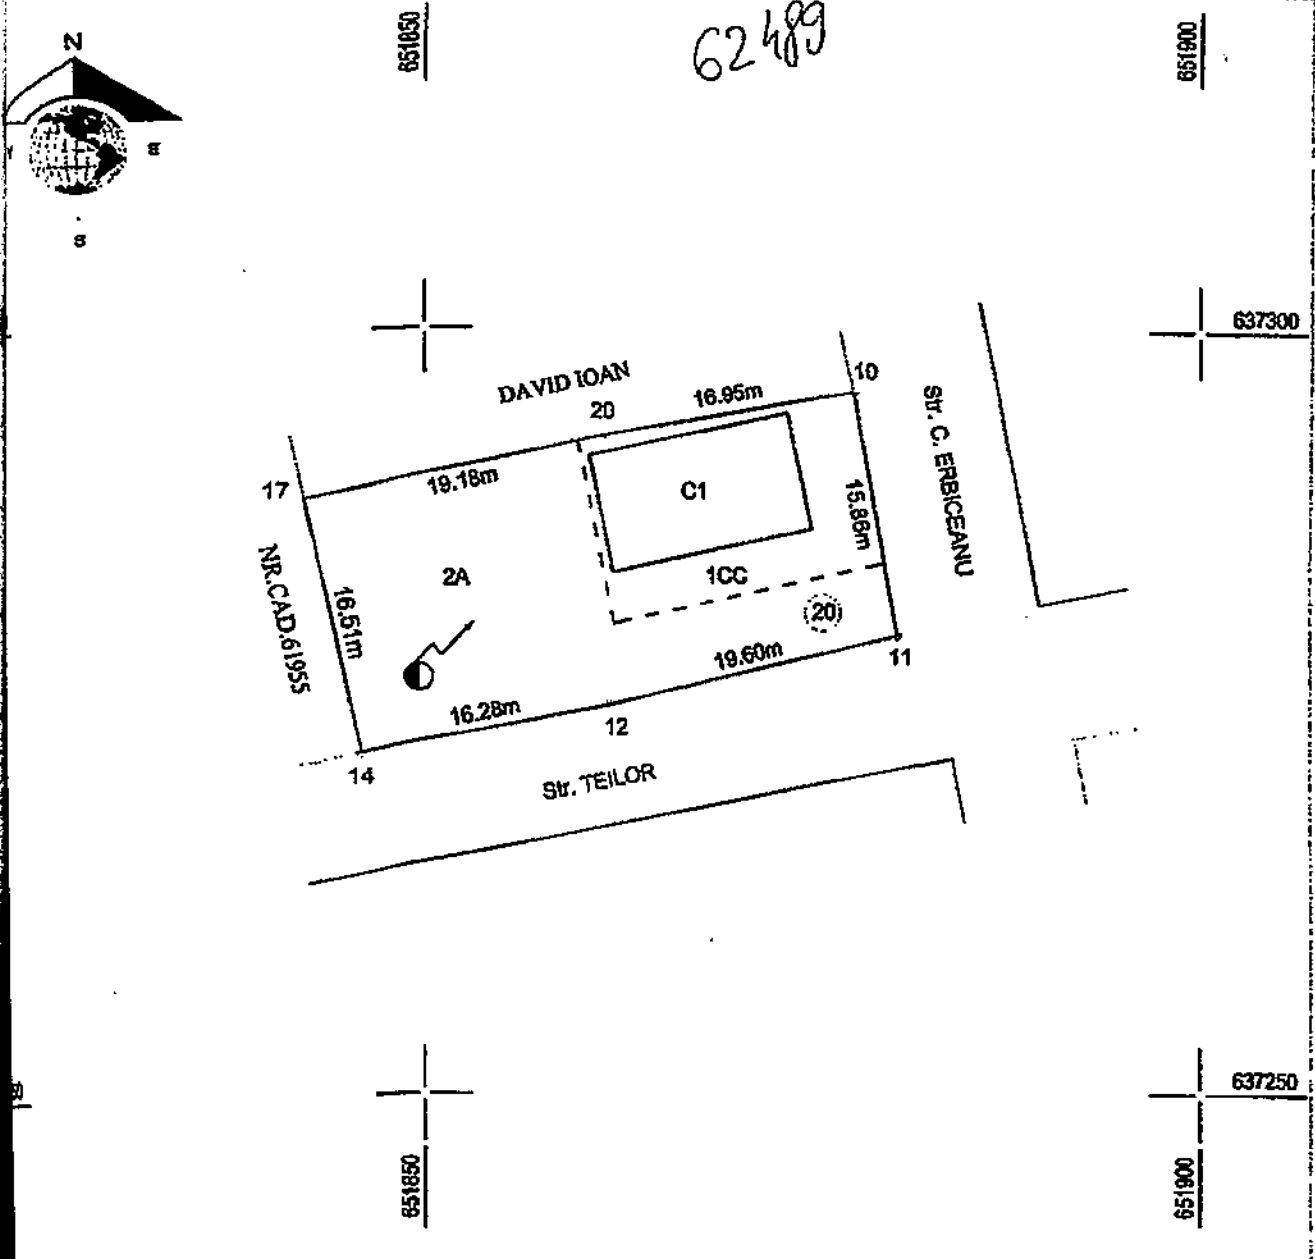 62489
651850
651900
N
E
S
637300
DAVID IOAN
10
16.95m
20
Str. C. ERBICEANU
17
19.18m
C1
15.86m
NR.CAD.61955
16.51m
2A
1CC
20
19.60m
11
16.28m
12
14
Str. TEILOR
637250
651850
651900